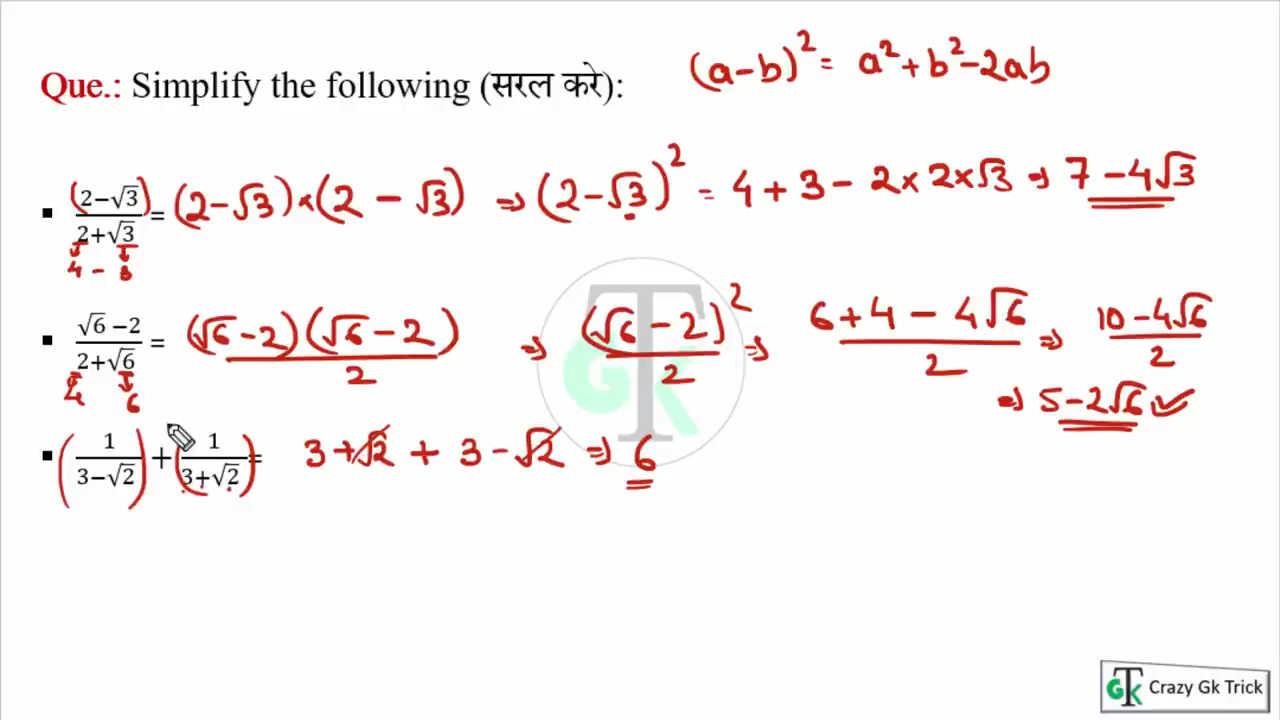 Que.: Simplify the following (सरल करे): (a-b)² = a²+b²-2ab
▪ (2−√3)/(2+√3) = (2-√3)×(2-√3) ⇒ (2-√3)² = 4+3-2×2×√3 ⇒ 7-4√3
4 - 3
▪ (√6−2)/(2+√6) = (√6-2)(√6-2)/2 ⇒ (√6-2)²/2 ⇒ 6+4-4√6/2 ⇒ 10-4√6/2
4 6
⇒ 5-2√6 ✓
▪ (1/(3−√2)) + (1/(3+√2)) = 3+√2 + 3-√2 ⇒ 6
TGK
GTK Crazy Gk Trick